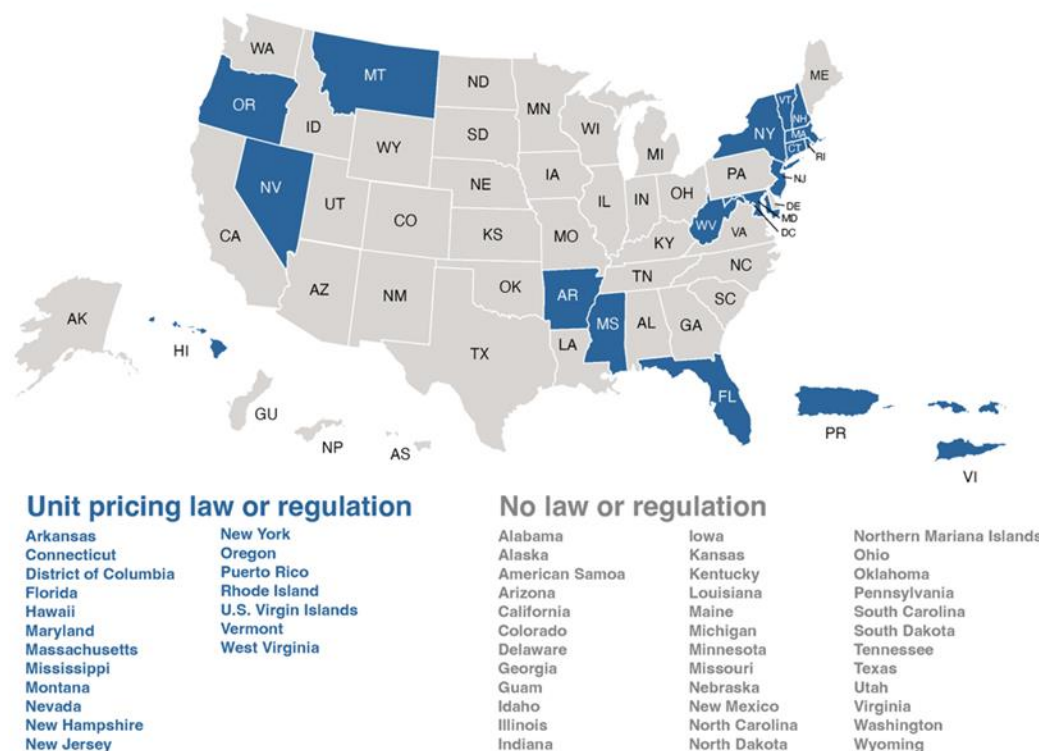 WA
MT
ND
OR
ID
SD
MN
WI
ME
VT
NH
NY
MA
CT
RI
MI
WY
NV
NE
IA
PA
NJ
UT
CO
IL
IN
OH
DE
MD
DC
WV
VA
CA
KS
MO
KY
AZ
NM
OK
AR
TN
NC
SC
MS
AL
GA
LA
TX
FL
AK
HI
GU
NP
AS
PR
VI
Unit pricing law or regulation
Arkansas
Connecticut
District of Columbia
Florida
Hawaii
Maryland
Massachusetts
Mississippi
Montana
Nevada
New Hampshire
New Jersey
New York
Oregon
Puerto Rico
Rhode Island
U.S. Virgin Islands
Vermont
West Virginia
No law or regulation
Alabama
Alaska
American Samoa
Arizona
California
Colorado
Delaware
Georgia
Guam
Idaho
Illinois
Indiana
Iowa
Kansas
Kentucky
Louisiana
Maine
Michigan
Minnesota
Missouri
Nebraska
New Mexico
North Carolina
North Dakota
Northern Mariana Islands
Ohio
Oklahoma
Pennsylvania
South Carolina
South Dakota
Tennessee
Texas
Utah
Virginia
Washington
Wyoming